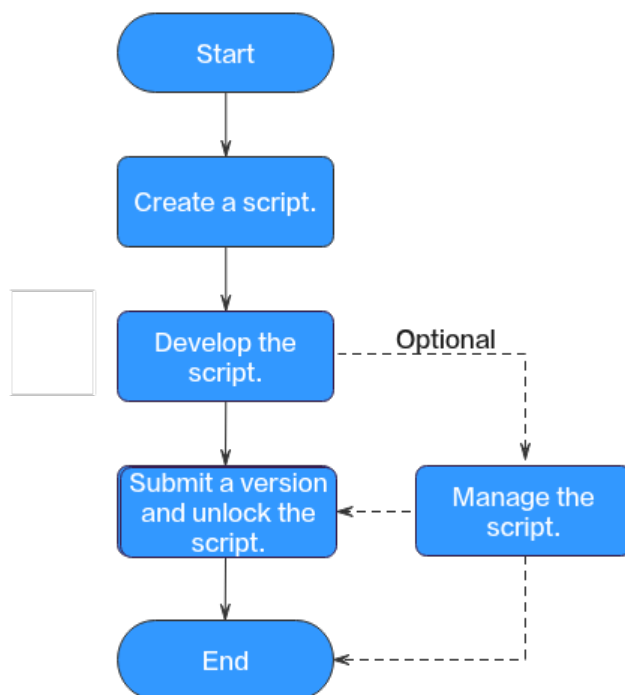 Start
Create a script.
Develop the
script.
Optional
Submit a version
and unlock the
script.
Manage the
script.
End